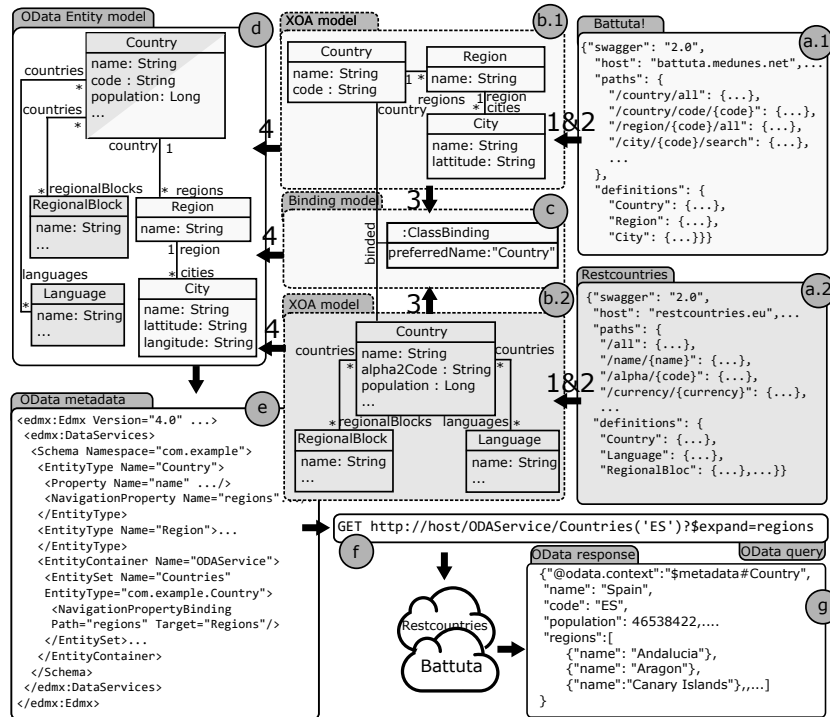 OData Entity model
d
Country
name: String
code : String
population: Long
...
countries
*
countries
*
country
1
*
regionalBlocks
*
regions
RegionalBlock
name: String
...
Region
name: String
1
region
*
cities
languages
*
Language
name: String
...
City
name: String
lattitude: String
langitude: String
4
4
4
XOA model
b.1
Country
name: String
code : String
1
*
Region
name: String
regions
1
region
*
cities
country
City
name: String
lattitude: String
1&2
3
Binding model
c
:ClassBinding
preferredName:"Country"
binded
3
XOA model
b.2
Country
name: String
alpha2Code : String
population : Long
...
countries
*
countries
*
regionalBlocks
languages
*
*
RegionalBlock
name: String
...
Language
name: String
...
1&2
Battuta!
a.1
{"swagger": "2.0",
"host": "battuta.medunes.net",...
"paths": {
"/country/all": {...},
"/country/code/{code}": {...},
"/region/{code}/all": {...},
"/city/{code}/search": {...},
...
},
"definitions": {
"Country": {...},
"Region": {...},
"City": {...}}}
Restcountries
a.2
{"swagger": "2.0",
"host": "restcountries.eu",...
"paths": {
"/all": {...},
"/name/{name}": {...},
"/alpha/{code}": {...},
"/currency/{currency}": {...},
...
"definitions": {
"Country": {...},
"Language": {...},
"RegionalBloc": {...},...}}
OData metadata
e
<edmx:Edmx Version="4.0" ...>
<edmx:DataServices>
<Schema Namespace="com.example">
<EntityType Name="Country">
<Property Name="name" .../>
<NavigationProperty Name="regions" 
</EntityType>
<EntityType Name="Region">...
</EntityType>
<EntityContainer Name="ODAService">
<EntitySet Name="Countries"
EntityType="com.example.Country">
<NavigationPropertyBinding
Path="regions" Target="Regions"/>
</EntitySet>...
</EntityContainer>
</Schema>
</edmx:DataServices>
</edmx:Edmx>
GET http://host/ODAService/Countries('ES')?$expand=regions
f
OData query
Restcountries
Battuta
OData response
g
{"@odata.context":"$metadata#Country",
"name": "Spain",
"code": "ES",
"population": 46538422,....
"regions":[
{"name": "Andalucia"},
{"name": "Aragon"},
{"name":"Canary Islands"},,...]
}